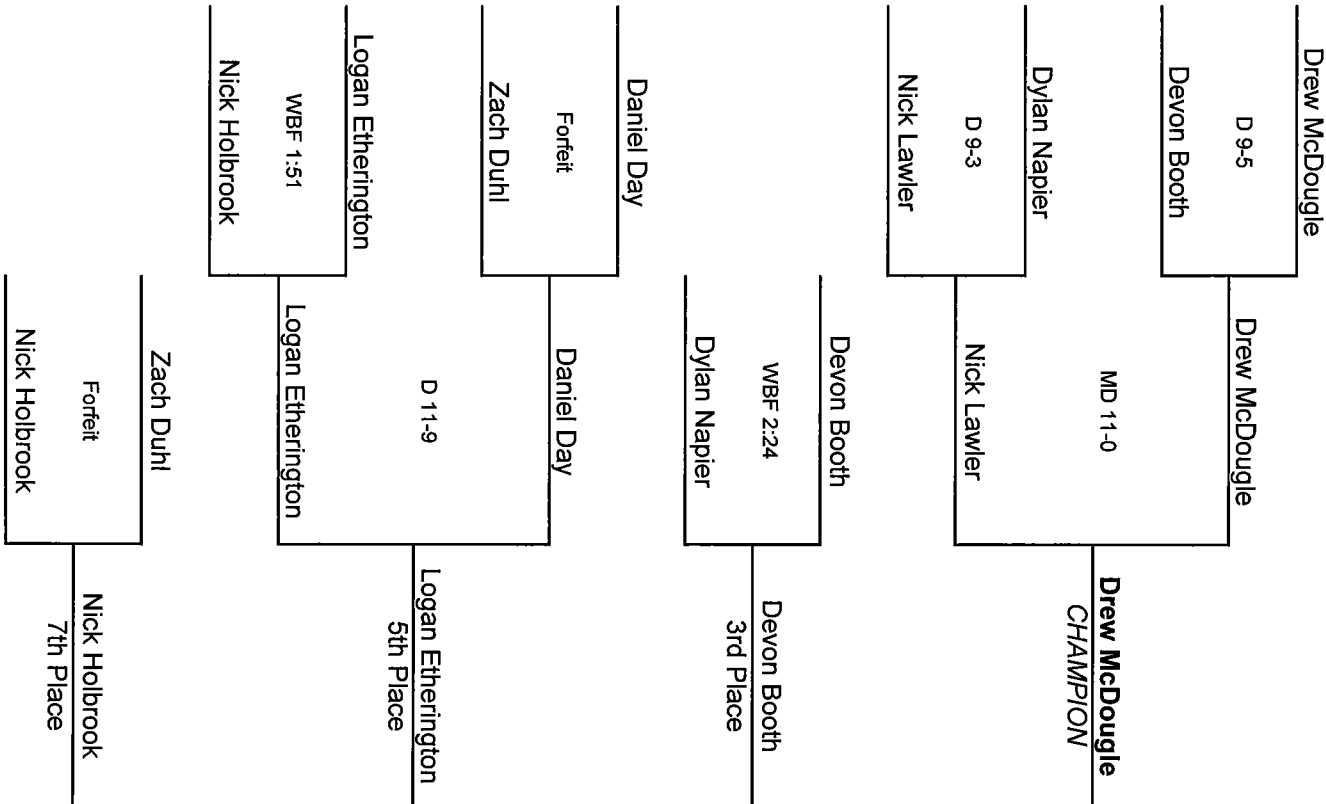 Drew McDougle
D 9-5
Devon Booth
Drew McDougle
Dylan Napier
D 9-3
Nick Lawler
MD 11-0
Nick Lawler
Drew McDougle
CHAMPION
Devon Booth
WBF 2:24
Dylan Napier
Devon Booth
3rd Place
Daniel Day
Forfeit
Zach Duhl
Daniel Day
Logan Etherington
WBF 1:51
Nick Holbrook
D 11-9
Logan Etherington
Logan Etherington
5th Place
Zach Duhl
Forfeit
Nick Holbrook
Nick Holbrook
7th Place